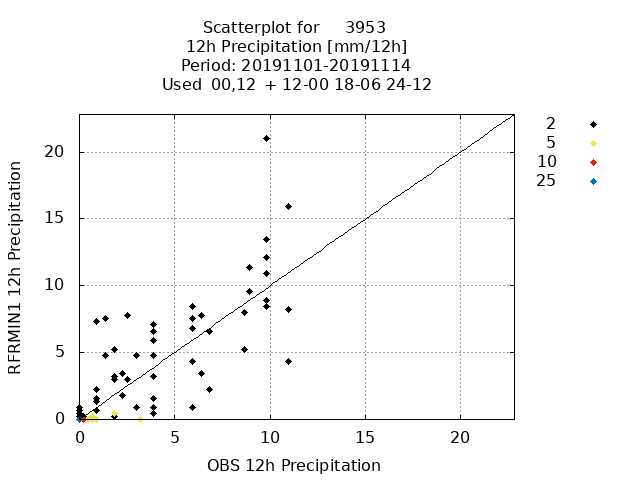 Scatterplot for 3953
12h Precipitation [mm/12h]
Period: 20191101-20191114
Used 00,12 + 12-00 18-06 24-12
2
5
10
25
RFRMIN1 12h Precipitation
20
15
10
5
0
0 5 10 15 20
OBS 12h Precipitation